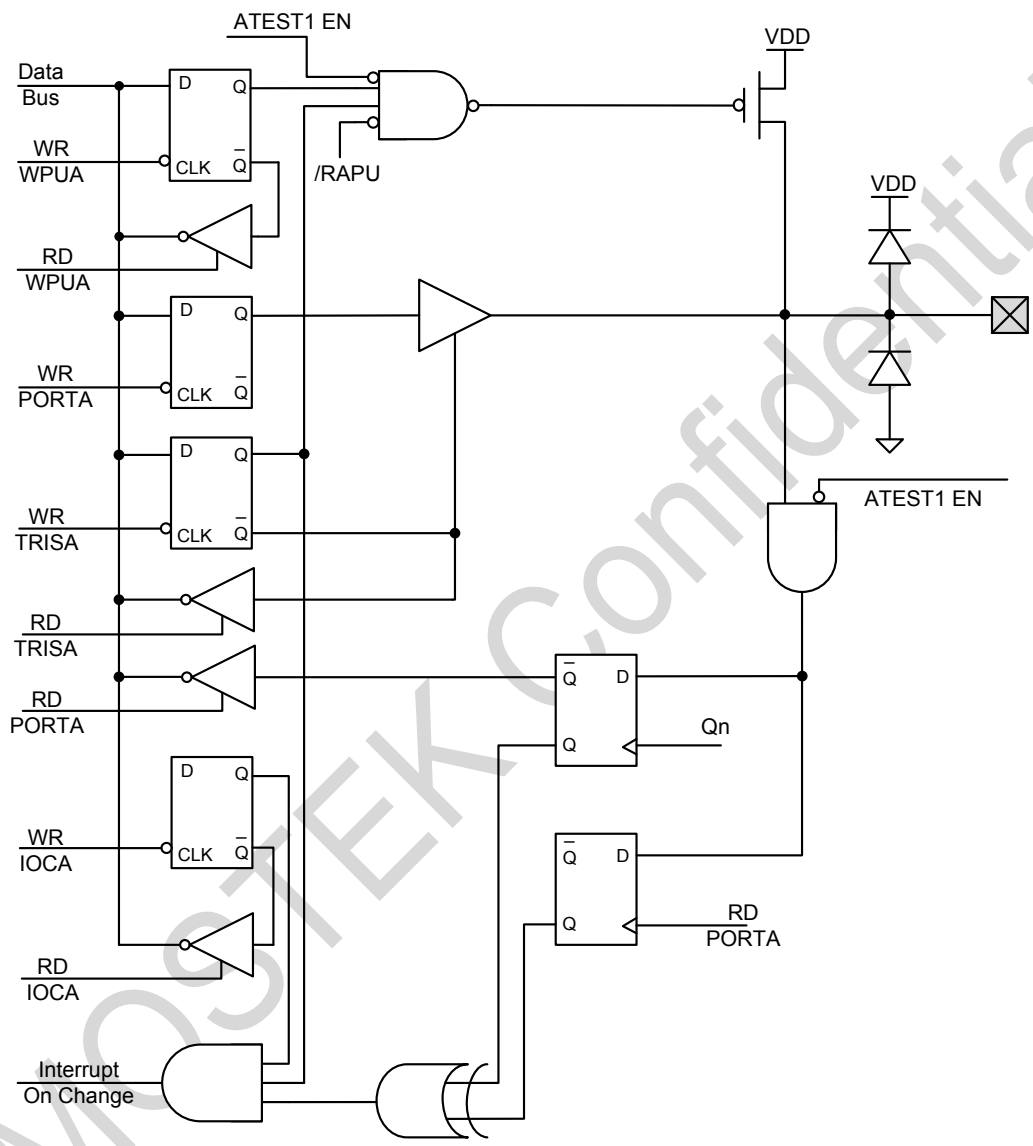 ATEST1 EN
VDD
Data
Bus
D
Q
WR
WPUA
CLK
Q̅
/RAPU
RD
WPUA
VDD
D
Q
WR
PORTA
CLK
Q̅
D
Q
WR
TRISA
CLK
Q̅
ATEST1 EN
RD
TRISA
RD
PORTA
Q̅
D
Q
Qn
D
Q
WR
IOCA
CLK
Q̅
Q̅
D
Q
RD
PORTA
RD
IOCA
Interrupt
On Change
MOSTEK Confidential